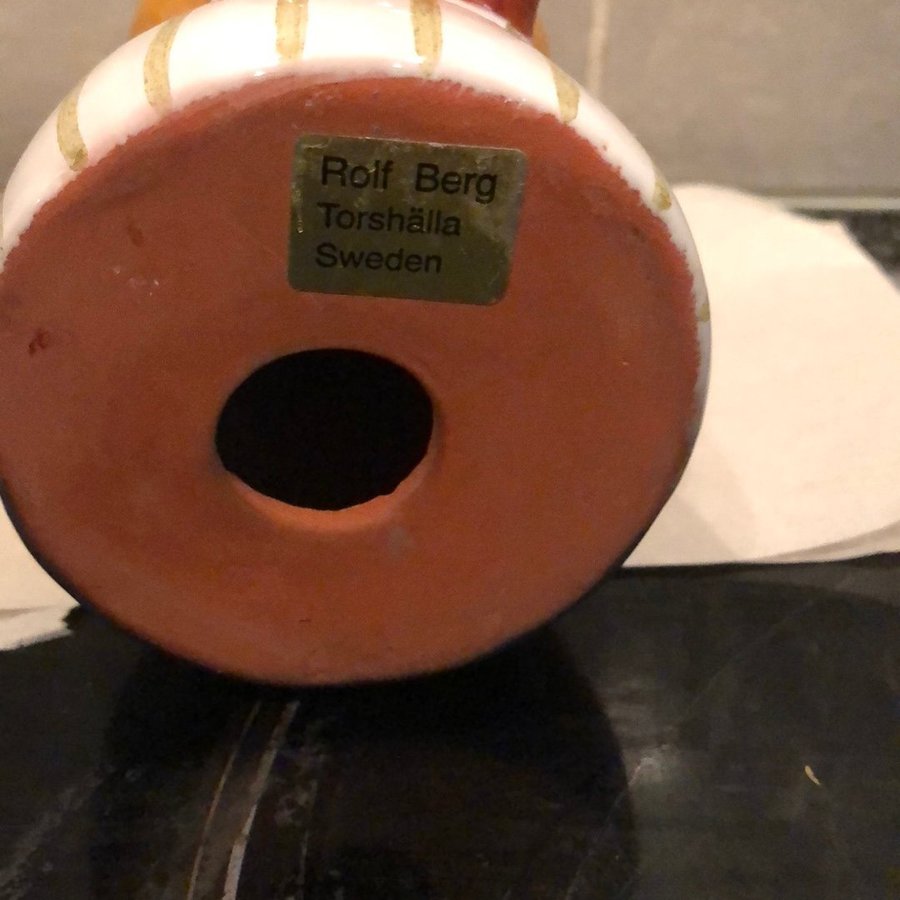 Rolf Berg
Torshälla
Sweden